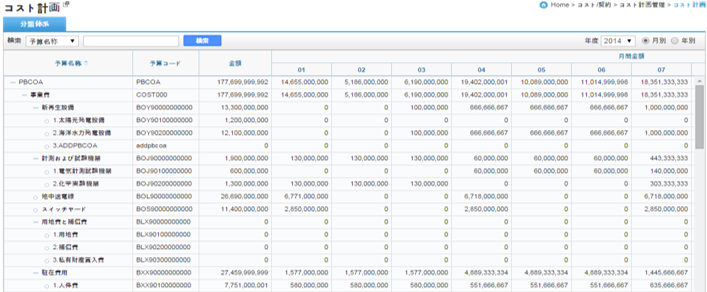 コスト計画
Home > コスト/契約 > コスト計画管理 > コスト計画
分類体系
検索 予算名称 検索 年度 2014 月別 年別
予算名称 予算コード 金額 月間金額
01 02 03 04 05 06 07
PBCOA PBCOA 177,699,999,992 14,655,000,000 5,186,000,000 6,190,000,000 19,402,000,001 10,089,000,000 11,014,999,998 18,351,333,333
事業費 COST000 177,699,999,992 14,655,000,000 5,186,000,000 6,190,000,000 19,402,000,001 10,089,000,000 11,014,999,998 18,351,333,333
新再生設備 BOY90000000000 13,300,000,000 0 0 100,000,000 666,666,667 666,666,667 666,666,667 1,000,000,000
1.太陽光発電設備 BOY90100000000 1,200,000,000 0 0 0 0 0 0 0
2.海洋水力発電設備 BOY90200000000 12,100,000,000 0 0 100,000,000 666,666,667 666,666,667 666,666,667 1,000,000,000
3.ADDPBCOA addpbcoa 0 0 0 0 0 0 0 0
計測および試験機器 BOJ90000000000 1,900,000,000 130,000,000 130,000,000 130,000,000 60,000,000 60,000,000 60,000,000 443,333,333
1.電気計測試験機器 BOJ90100000000 600,000,000 0 0 0 60,000,000 60,000,000 60,000,000 140,000,000
2.化学実験機器 BOJ90200000000 1,300,000,000 130,000,000 130,000,000 130,000,000 0 0 0 303,333,333
地中送電線 BOL90000000000 26,690,000,000 6,771,000,000 0 0 6,718,000,000 0 0 6,718,000,000
スイッチヤード BOS90000000000 11,400,000,000 2,850,000,000 0 0 2,850,000,000 0 0 2,850,000,000
用地費と補償費 BLX90000000000 0 0 0 0 0 0 0 0
1.用地費 BLX90100000000 0 0 0 0 0 0 0 0
2.補償費 BLX90200000000 0 0 0 0 0 0 0 0
3.私有財産買入費 BLX90300000000 0 0 0 0 0 0 0 0
駐在費用 BXX90000000000 27,459,999,999 1,577,000,000 1,577,000,000 1,577,000,000 4,889,333,334 4,889,333,334 4,889,333,334 1,445,666,667
1.人件費 BXX90100000000 7,751,000,001 580,000,000 580,000,000 580,000,000 551,666,667 551,666,667 551,666,667 635,666,667